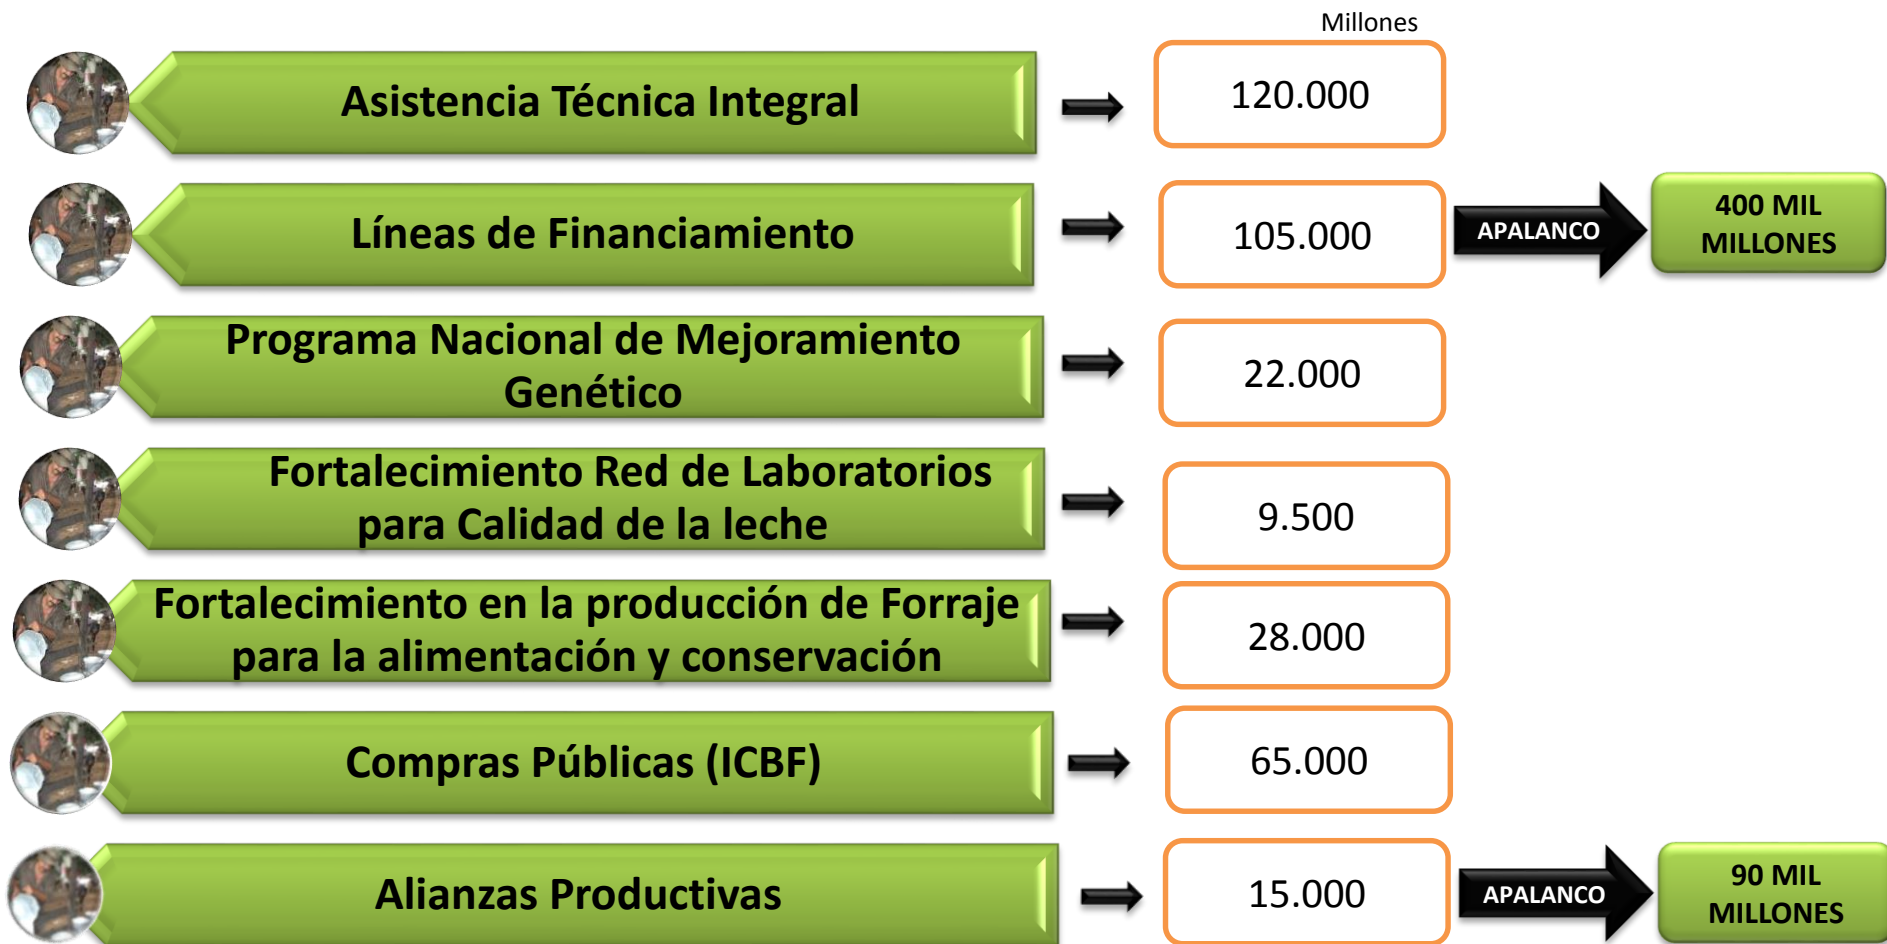 Millones
Asistencia Técnica Integral
120.000
Líneas de Financiamiento
105.000
APALANCO
400 MIL
MILLONES
Programa Nacional de Mejoramiento
Genético
22.000
Fortalecimiento Red de Laboratorios
para Calidad de la leche
9.500
Fortalecimiento en la producción de Forraje
para la alimentación y conservación
28.000
Compras Públicas (ICBF)
65.000
Alianzas Productivas
15.000
APALANCO
90 MIL
MILLONES